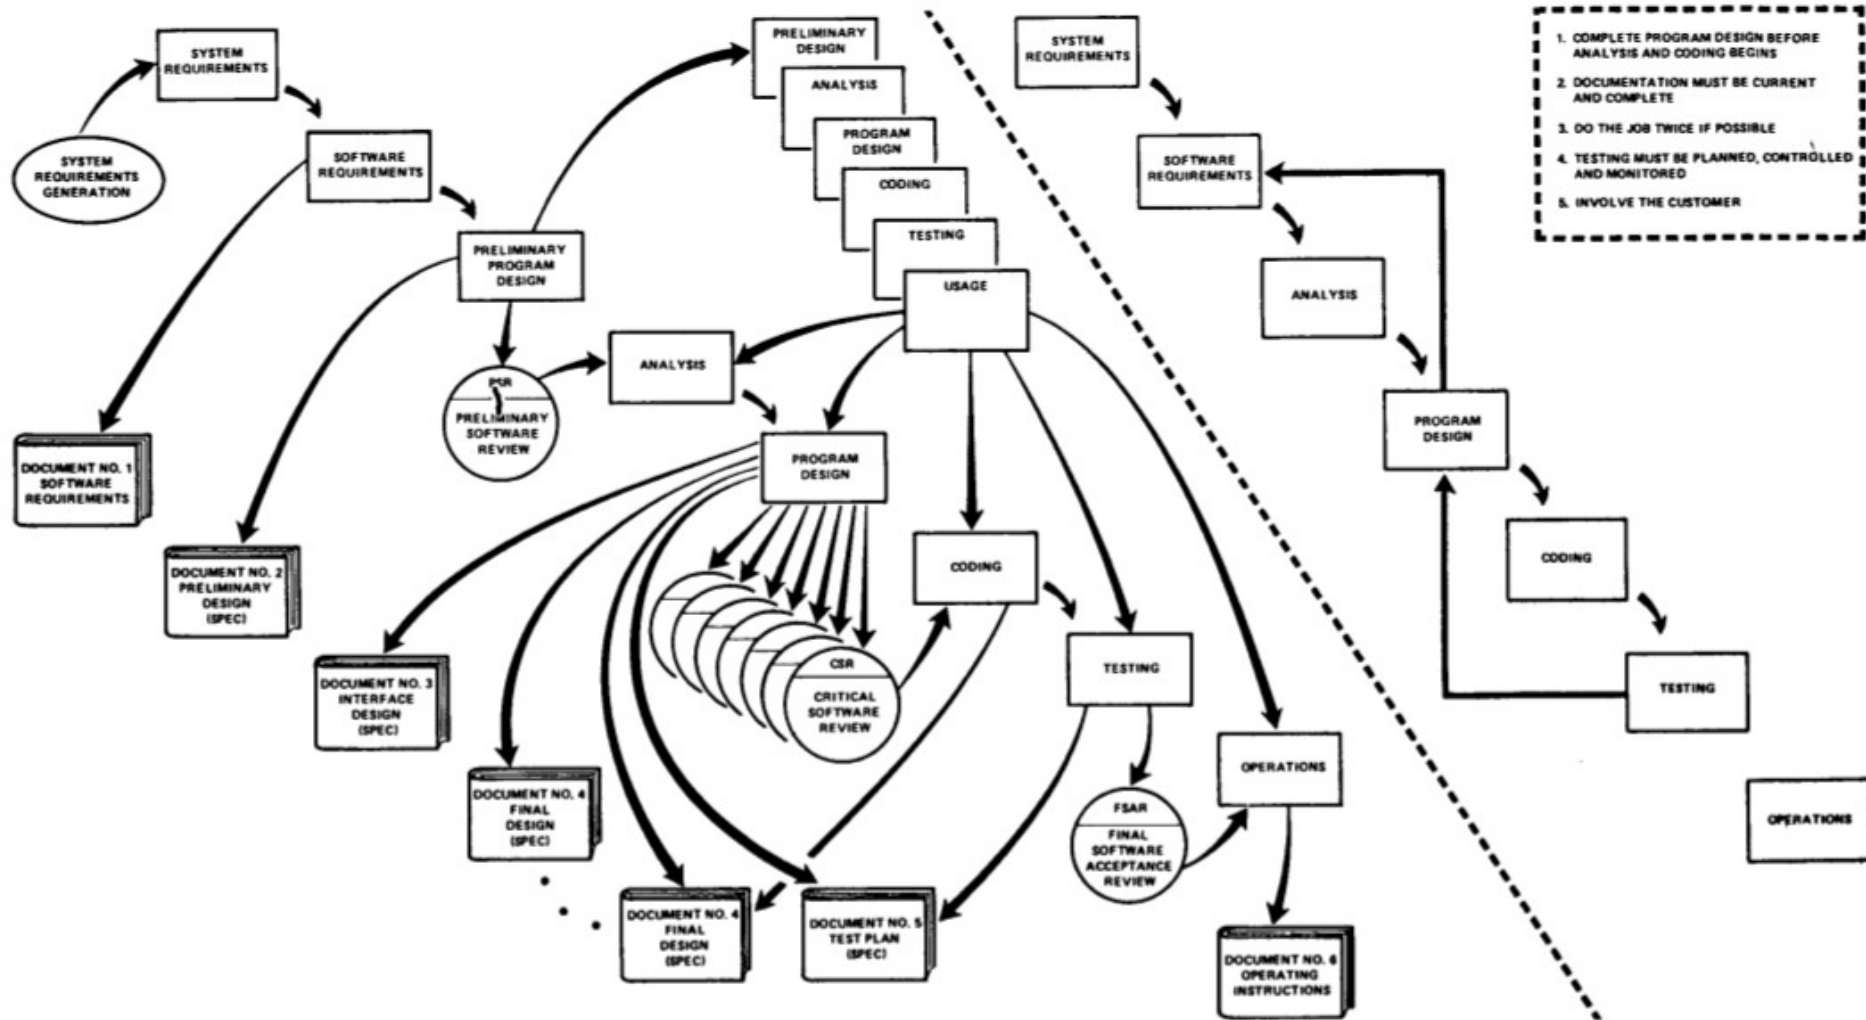 SYSTEM
REQUIREMENTS
SYSTEM
REQUIREMENTS
GENERATION
SOFTWARE
REQUIREMENTS
PRELIMINARY
PROGRAM
DESIGN
PSR
PRELIMINARY
SOFTWARE
REVIEW
DOCUMENT NO. 1
SOFTWARE
REQUIREMENTS
DOCUMENT NO. 2
PRELIMINARY
DESIGN
(SPEC)
PRELIMINARY
DESIGN
ANALYSIS
PROGRAM
DESIGN
CODING
TESTING
USAGE
ANALYSIS
PROGRAM
DESIGN
DOCUMENT NO. 3
INTERFACE
DESIGN
(SPEC)
DOCUMENT NO. 4
FINAL
DESIGN
(SPEC)
DOCUMENT NO. 4
FINAL
DESIGN
(SPEC)
DOCUMENT NO. 5
TEST PLAN
(SPEC)
CSR
CRITICAL
SOFTWARE
REVIEW
CODING
TESTING
FSAR
FINAL
SOFTWARE
ACCEPTANCE
REVIEW
OPERATIONS
DOCUMENT NO. 6
OPERATING
INSTRUCTIONS
SYSTEM
REQUIREMENTS
SOFTWARE
REQUIREMENTS
ANALYSIS
PROGRAM
DESIGN
CODING
TESTING
OPERATIONS
1. COMPLETE PROGRAM DESIGN BEFORE
ANALYSIS AND CODING BEGINS
2. DOCUMENTATION MUST BE CURRENT
AND COMPLETE
3. DO THE JOB TWICE IF POSSIBLE
4. TESTING MUST BE PLANNED, CONTROLLED
AND MONITORED
5. INVOLVE THE CUSTOMER